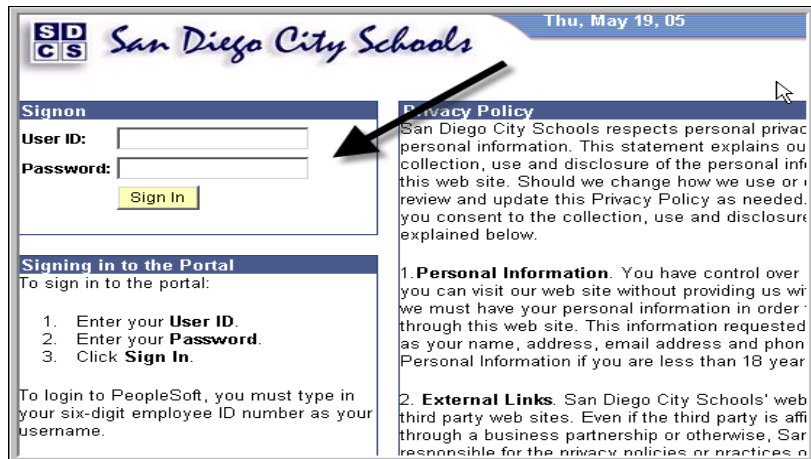 SD
CS
San Diego City Schools
Thu, May 19, 05
Signon
User ID:
Password:
Sign In
Signing in to the Portal
To sign in to the portal:
1. Enter your User ID.
2. Enter your Password.
3. Click Sign In.
To login to PeopleSoft, you must type in
your six-digit employee ID number as your
username.
Privacy Policy
San Diego City Schools respects personal privac
personal information. This statement explains ou
collection, use and disclosure of the personal inf
this web site. Should we change how we use or
review and update this Privacy Policy as needed.
you consent to the collection, use and disclosure
explained below.
1.Personal Information. You have control over
you can visit our web site without providing us wi
we must have your personal information in order
through this web site. This information requested
as your name, address, email address and phon
Personal Information if you are less than 18 year
2. External Links. San Diego City Schools' web
third party web sites. Even if the third party is affi
through a business partnership or otherwise, Sar
responsible for the privacy policies or practices o